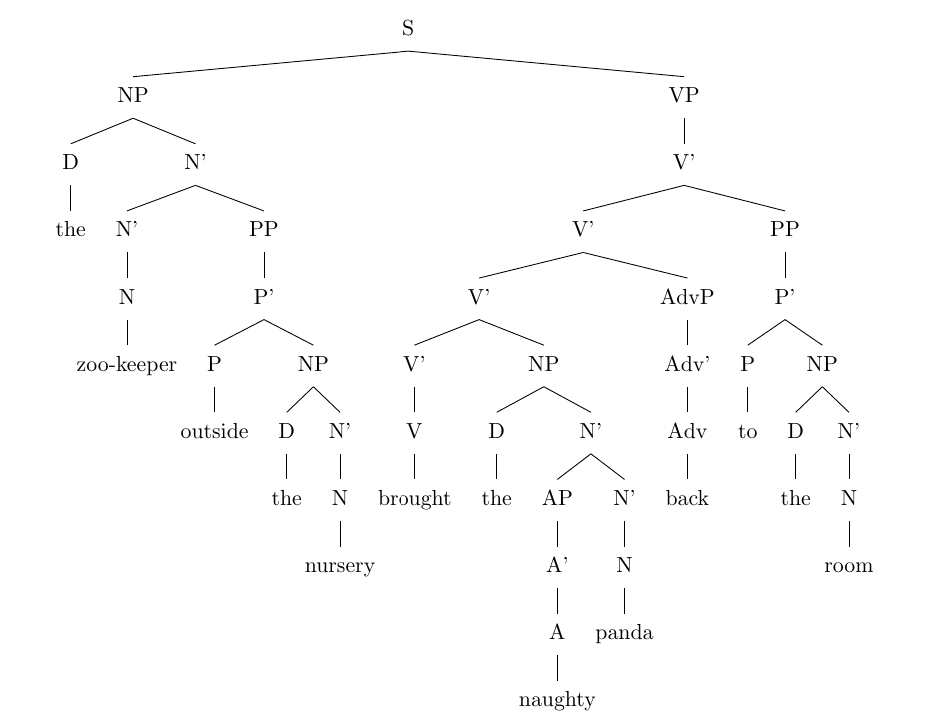 S
NP VP
D N' V'
the N' PP V' PP
N P' V' AdvP P'
zoo-keeper P NP V' NP Adv' P NP
outside D N' V D N' Adv to D N'
the N brought the AP N' back the N
nursery A' N room
A panda
naughty